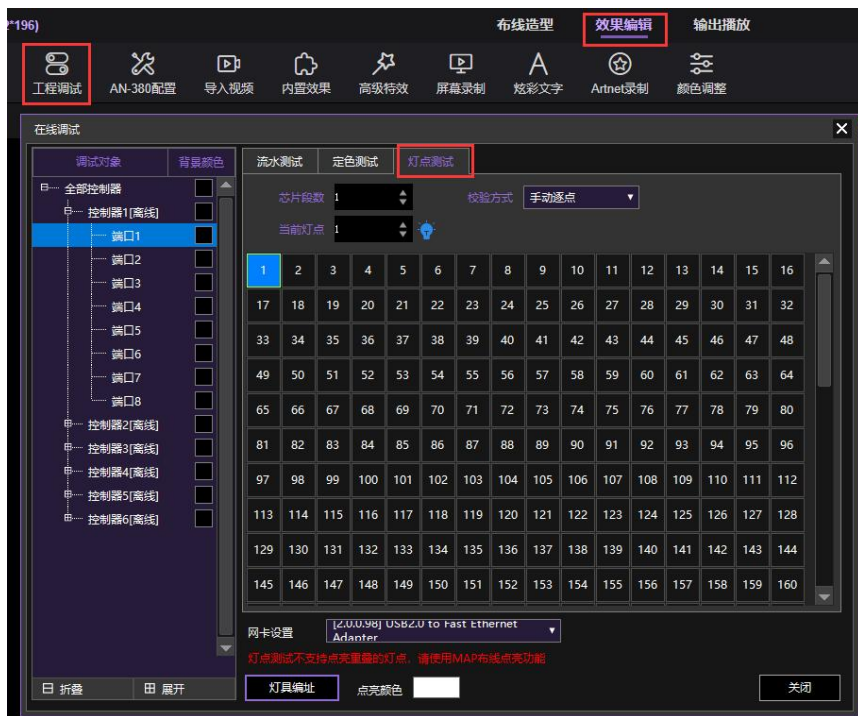 *196)
布线造型 效果编辑 输出播放
工程调试 AN-380配置 导入视频 内置效果 高级特效 屏幕录制 炫彩文字 Artnet录制 颜色调整
在线调试
调试对象 背景颜色
全部控制器
控制器1[离线]
端口1
端口2
端口3
端口4
端口5
端口6
端口7
端口8
控制器2[离线]
控制器3[离线]
控制器4[离线]
控制器5[离线]
控制器6[离线]
折叠 展开
流水测试 定色测试 灯点测试
芯片段数 1 校验方式 手动逐点
当前灯点 1
1 2 3 4 5 6 7 8 9 10 11 12 13 14 15 16
17 18 19 20 21 22 23 24 25 26 27 28 29 30 31 32
33 34 35 36 37 38 39 40 41 42 43 44 45 46 47 48
49 50 51 52 53 54 55 56 57 58 59 60 61 62 63 64
65 66 67 68 69 70 71 72 73 74 75 76 77 78 79 80
81 82 83 84 85 86 87 88 89 90 91 92 93 94 95 96
97 98 99 100 101 102 103 104 105 106 107 108 109 110 111 112
113 114 115 116 117 118 119 120 121 122 123 124 125 126 127 128
129 130 131 132 133 134 135 136 137 138 139 140 141 142 143 144
145 146 147 148 149 150 151 152 153 154 155 156 157 158 159 160
网卡设置 [2.0.0.98] USB2.0 to Fast Ethernet
Adapter
灯点测试不支持点亮重叠的灯点，请使用MAP布线点亮功能
灯具编址 点亮颜色 关闭